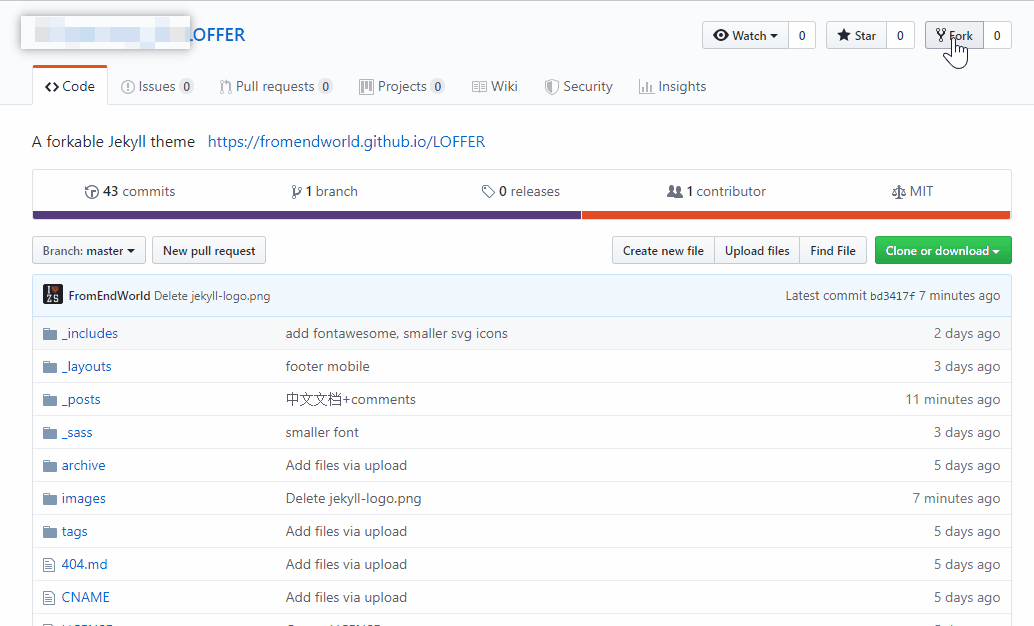 LOFFER Watch 0 Star 0 Fork 0
Code Issues 0 Pull requests 0 Projects 0 Wiki Security Insights
A forkable Jekyll theme https://fromendworld.github.io/LOFFER
43 commits 1 branch 0 releases 1 contributor MIT
Branch: master New pull request Create new file Upload files Find File Clone or download
FromEndWorld Delete jekyll-logo.png Latest commit bd3417f 7 minutes ago
_includes add fontawesome, smaller svg icons 2 days ago
_layouts footer mobile 3 days ago
_posts 中文文档+comments 11 minutes ago
_sass smaller font 3 days ago
archive Add files via upload 5 days ago
images Delete jekyll-logo.png 7 minutes ago
tags Add files via upload 5 days ago
404.md Add files via upload 5 days ago
CNAME Add files via upload 5 days ago